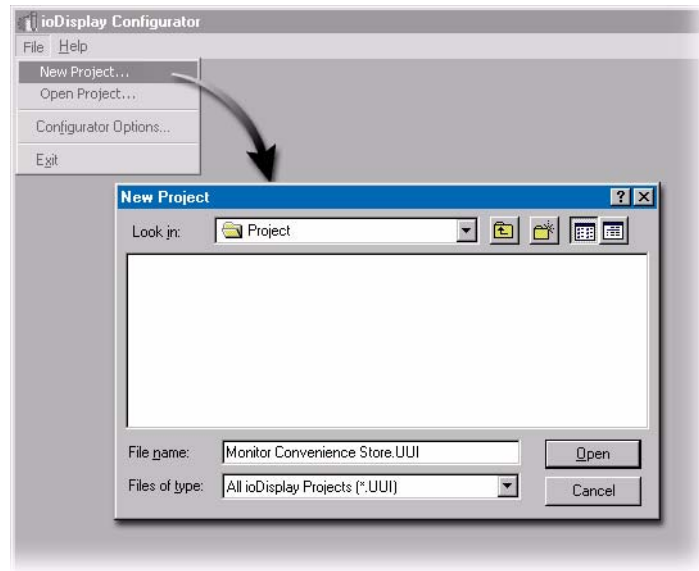 ioDisplay Configurator
File Help
New Project...
Open Project...
Configurator Options...
Exit
New Project
Look in: Project
File name: Monitor Convenience Store.UUI Open
Files of type: All ioDisplay Projects (*.UUI) Cancel